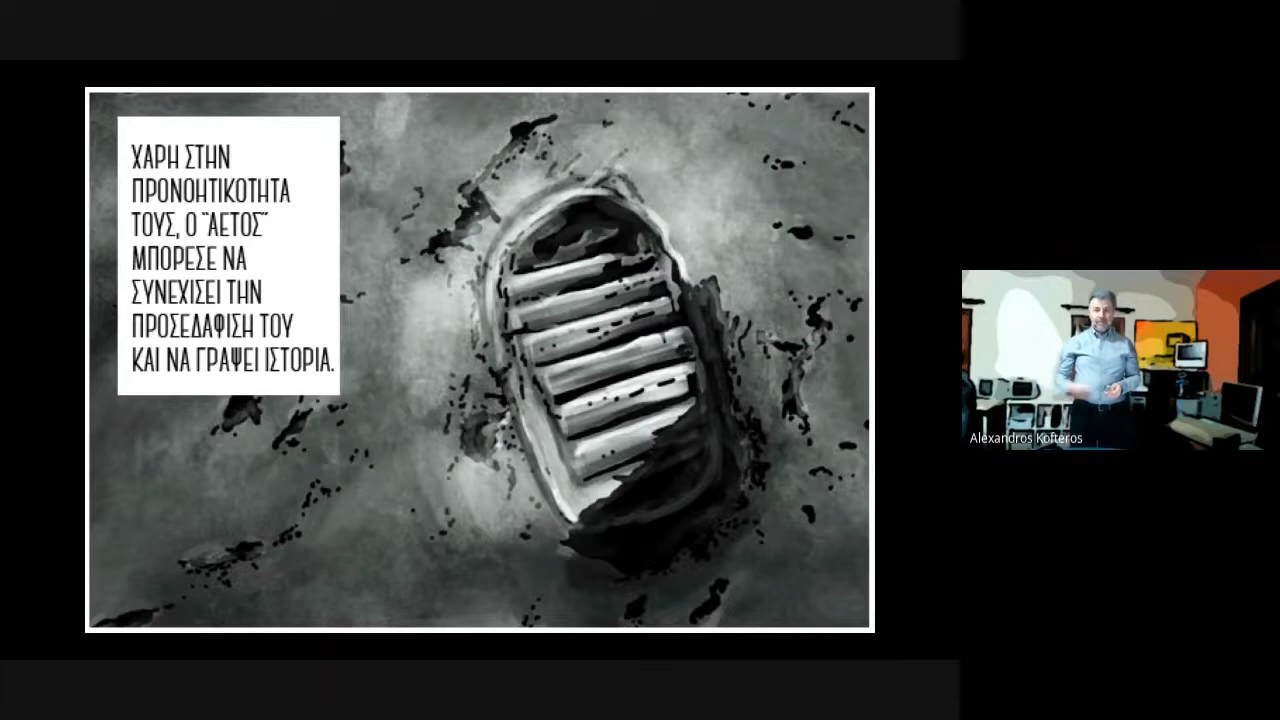 ΧΑΡΗ ΣΤΗΝ
ΠΡΟΝΟΗΤΙΚΟΤΗΤΑ
ΤΟΥΣ, Ο "ΑΕΤΟΣ"
ΜΠΟΡΕΣΕ ΝΑ
ΣΥΝΕΧΙΣΕΙ ΤΗΝ
ΠΡΟΣΕΔΑΦΙΣΗ ΤΟΥ
ΚΑΙ ΝΑ ΓΡΑΨΕΙ ΙΣΤΟΡΙΑ.
Alexandros Kofteros